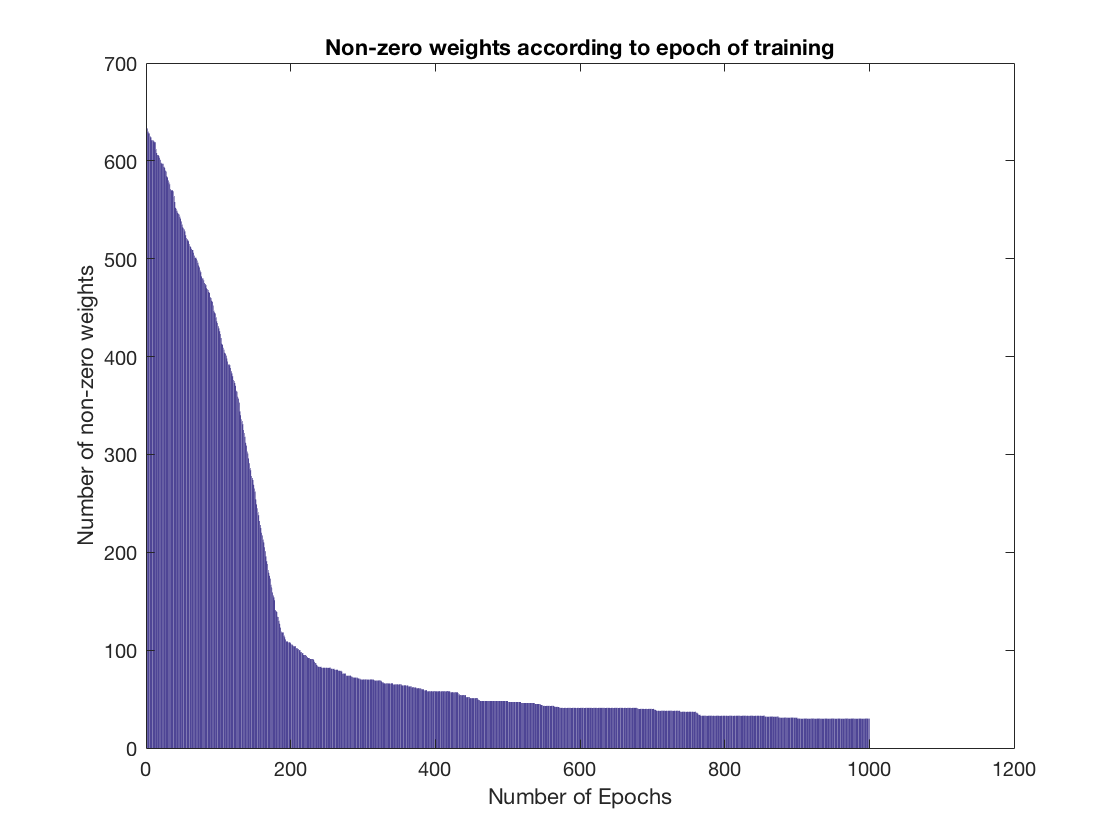 Non-zero weights according to epoch of training
700
600
500
400
300
200
100
0
Number of non-zero weights
0 200 400 600 800 1000 1200
Number of Epochs